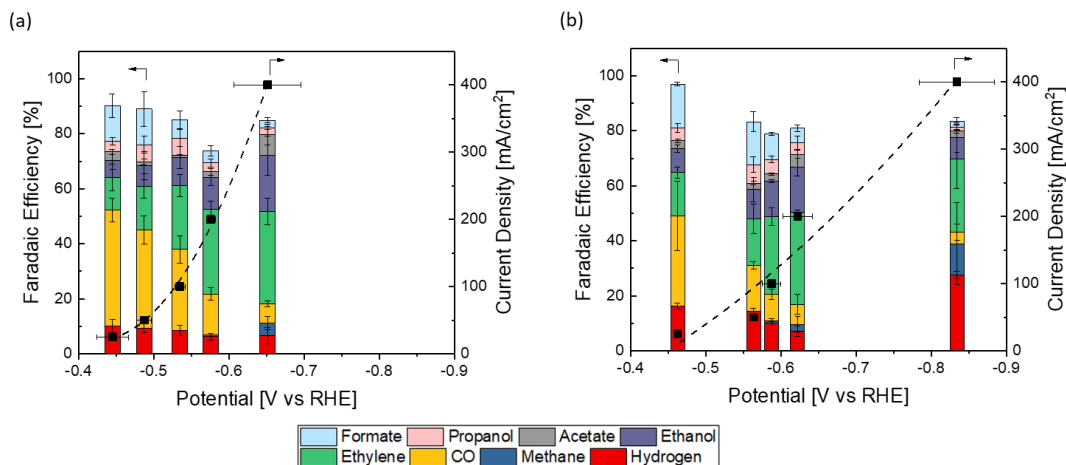 (a)
100
80
60
40
20
0
Faradaic Efficiency [%]
400
300
200
100
0
Current Density [mA/cm²]
-0.4 -0.5 -0.6 -0.7 -0.8 -0.9
Potential [V vs RHE]
(b)
100
80
60
40
20
0
Faradaic Efficiency [%]
400
300
200
100
0
Current Density [mA/cm²]
-0.4 -0.5 -0.6 -0.7 -0.8 -0.9
Potential [V vs RHE]
Formate Propanol Acetate Ethanol
Ethylene CO Methane Hydrogen